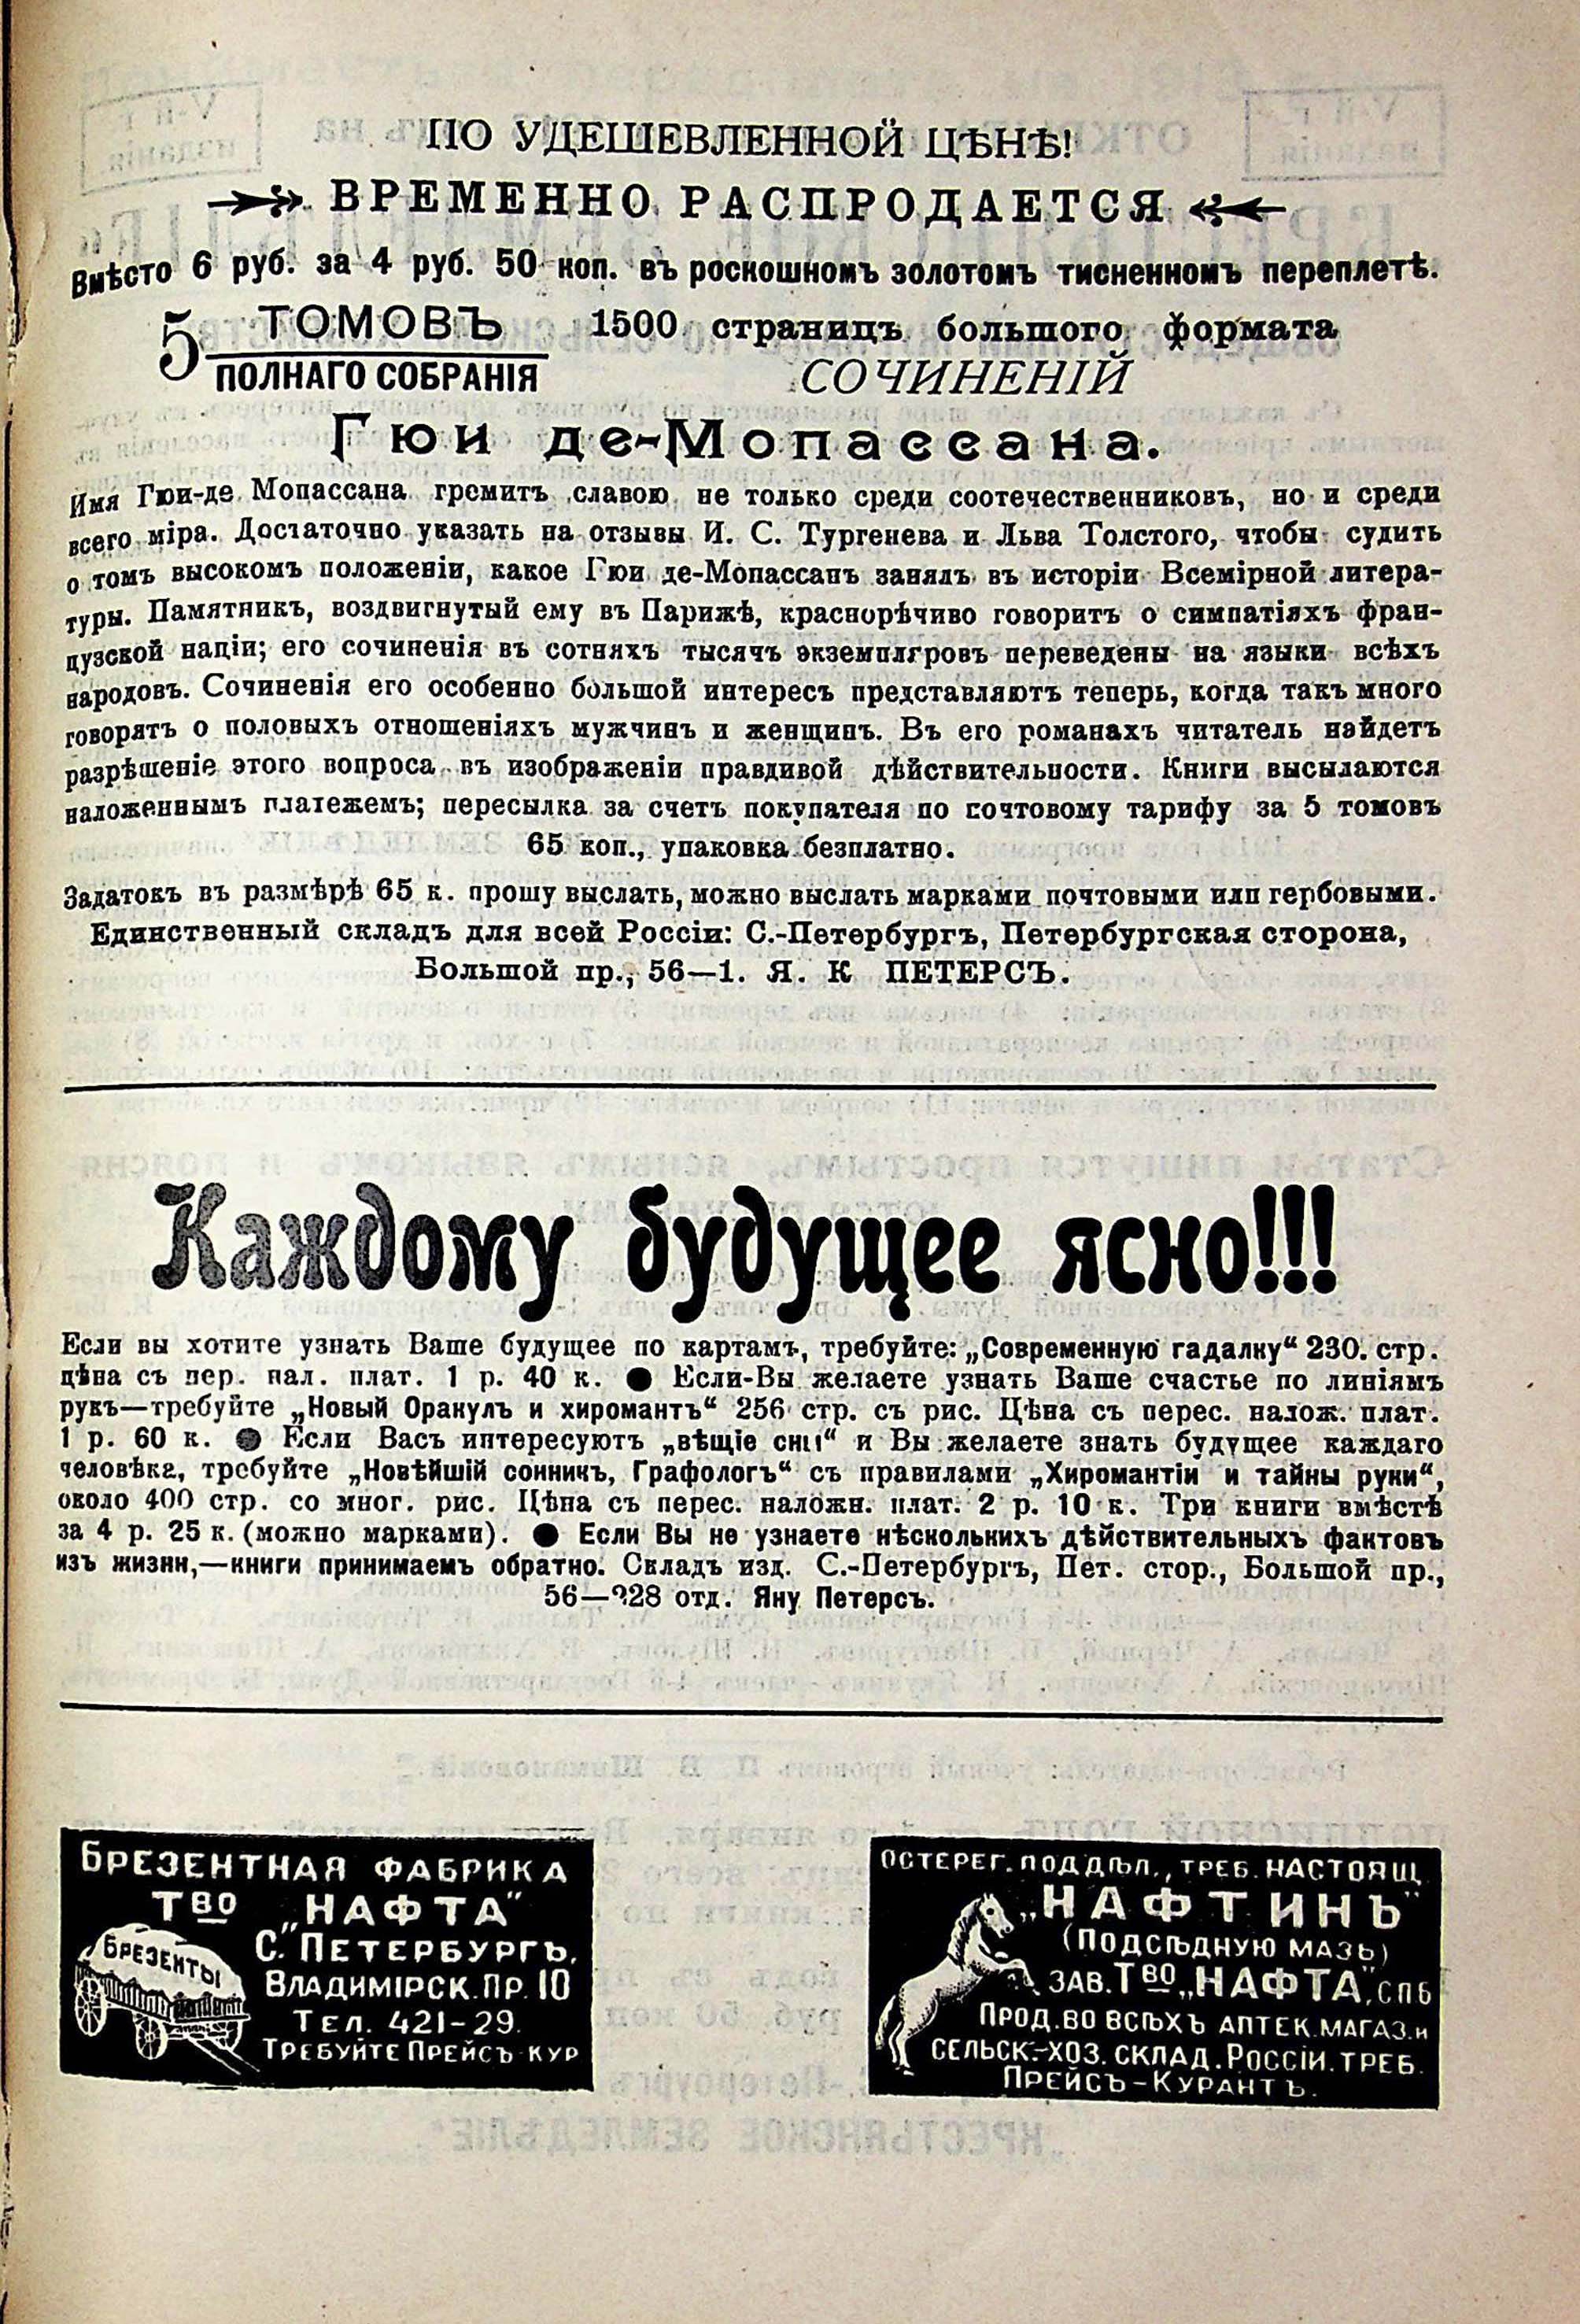 ПО УДЕШЕВЛЕННОЙ ЦѢНѢ!
ВРЕМЕННО РАСПРОДАЕТСЯ
Вмѣсто 6 руб. за 4 руб. 50 коп. въ роскошномъ золотомъ тисненномъ переплетѣ.
5 ТОМОВЪ 1500 страницъ большого формата
ПОЛНАГО СОБРАНІЯ СОЧИНЕНІЙ
Гюи де-Мопассана.
Имя Гюи-де Мопассана гремитъ славою не только среди соотечественниковъ, но и среди
всего міра. Достаточно указать на отзывы И. С. Тургенева и Льва Толстого, чтобы судить
о томъ высокомъ положеніи, какое Гюи де-Мопассанъ занялъ въ исторіи Всемірной литера-
туры. Памятникъ, воздвигнутый ему въ Парижѣ, краснорѣчиво говоритъ о симпатіяхъ фран-
цузской націи; его сочиненія въ сотняхъ тысячъ экземпляровъ переведены на языки всѣхъ
народовъ. Сочиненія его особенно большой интересъ представляютъ теперь, когда такъ много
говорятъ о половыхъ отношеніяхъ мужчинъ и женщинъ. Въ его романахъ читатель найдетъ
разрѣшеніе этого вопроса въ изображеніи правдивой дѣйствительности. Книги высылаются
наложеннымъ платежемъ; пересылка за счетъ покупателя по почтовому тарифу за 5 томовъ
65 коп., упаковка безплатно.
Задатокъ въ размѣрѣ 65 к. прошу выслать, можно выслать марками почтовыми или гербовыми.
Единственный складъ для всей Россіи: С.-Петербургъ, Петербургская сторона,
Большой пр., 56—1. Я. К ПЕТЕРСЪ.
Каждому будущее ясно!!!
Если вы хотите узнать Ваше будущее по картамъ, требуйте: „Современную гадалку“ 230. стр.
цѣна съ пер. нал. плат. 1 р. 40 к. ● Если-Вы желаете узнать Ваше счастье по линіямъ
рукъ—требуйте „Новый Оракулъ и хиромантъ“ 256 стр. съ рис. Цѣна съ перес. налож. плат.
1 р. 60 к. ● Если Васъ интересуютъ „вѣщіе сны“ и Вы желаете знать будущее каждаго
человѣка, требуйте „Новѣйшій сонникъ, Графологъ“ съ правилами „Хиромантіи и тайны руки“,
около 400 стр. со мног. рис. Цѣна съ перес. наложн. плат. 2 р. 10 к. Три книги вмѣстѣ
за 4 р. 25 к. (можно марками). ● Если Вы не узнаете нѣсколькихъ дѣйствительныхъ фактовъ
изъ жизни,—книги принимаемъ обратно. Складъ изд. С.-Петербургъ, Пет. стор., Большой пр.,
56—228 отд. Яну Петерсъ.
БРЕЗЕНТНАЯ ФАБРИКА
ТВО „НАФТА“
БРЕЗЕНТЫ
С. ПЕТЕРБУРГЪ,
ВЛАДИМІРСК. ПР. 10
ТЕЛ. 421-29.
ТРЕБУЙТЕ ПРЕЙСЪ-КУР
ОСТЕРЕГ. ПОДДѢЛ., ТРЕБ. НАСТОЯЩ.
„НАФТИНЪ“
(ПОДСѢДНУЮ МАЗЬ)
ЗАВ. ТВО „НАФТА“, СПБ
ПРОД. ВО ВСѢХЪ АПТЕК. МАГАЗ. и
СЕЛЬСК.-ХОЗ. СКЛАД. РОССІИ. ТРЕБ.
ПРЕЙСЪ-КУРАНТЪ.